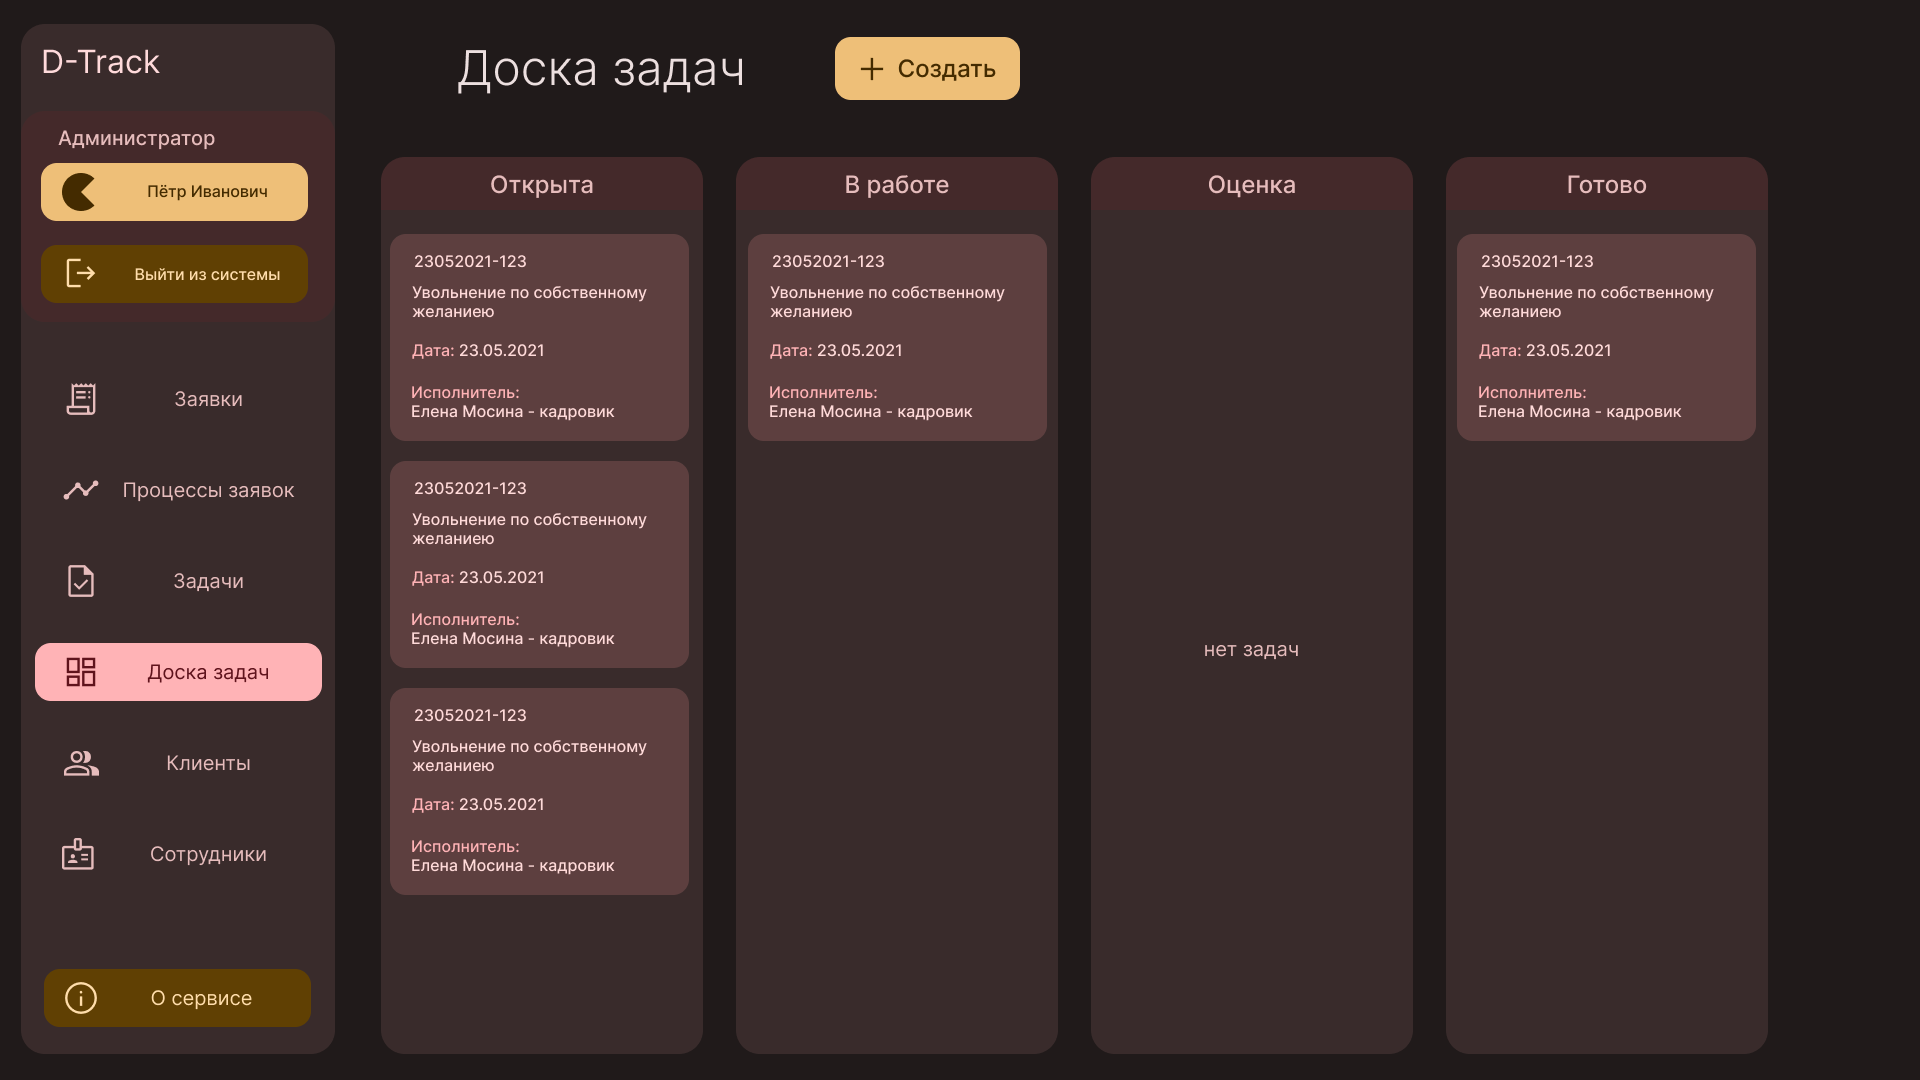 D-Track
Администратор
Пётр Иванович
Выйти из системы
Заявки
Процессы заявок
Задачи
Доска задач
Клиенты
Сотрудники
О сервисе
Доска задач
Создать
Открыта
23052021-123
Увольнение по собственному
желаниею
Дата: 23.05.2021
Исполнитель:
Елена Мосина - кадровик
23052021-123
Увольнение по собственному
желаниею
Дата: 23.05.2021
Исполнитель:
Елена Мосина - кадровик
23052021-123
Увольнение по собственному
желаниею
Дата: 23.05.2021
Исполнитель:
Елена Мосина - кадровик
В работе
23052021-123
Увольнение по собственному
желаниею
Дата: 23.05.2021
Исполнитель:
Елена Мосина - кадровик
Оценка
нет задач
Готово
23052021-123
Увольнение по собственному
желаниею
Дата: 23.05.2021
Исполнитель:
Елена Мосина - кадровик